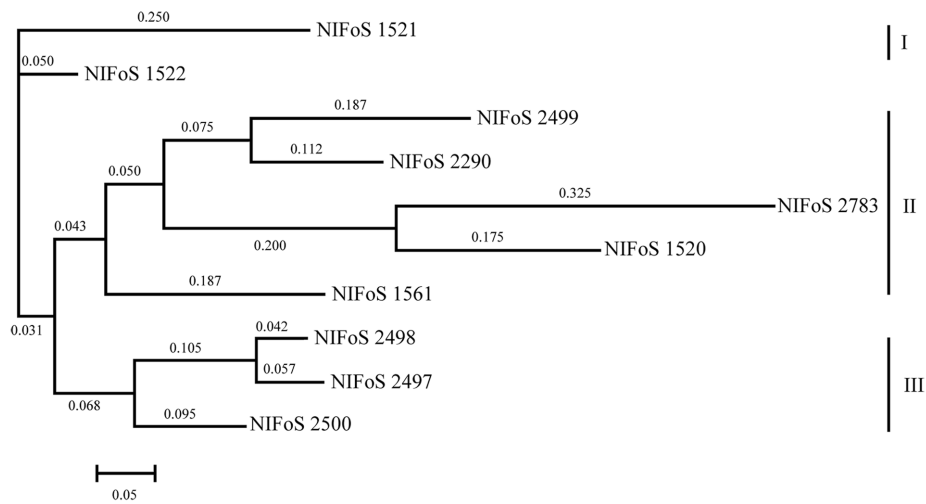 0.250
NIFoS 1521
I
0.050
NIFoS 1522
0.187
NIFoS 2499
0.075
0.112
NIFoS 2290
0.050
0.325
NIFoS 2783
II
0.043
0.200
0.175
NIFoS 1520
0.187
NIFoS 1561
0.031
0.042
NIFoS 2498
0.105
0.057
NIFoS 2497
III
0.068
0.095
NIFoS 2500
0.05